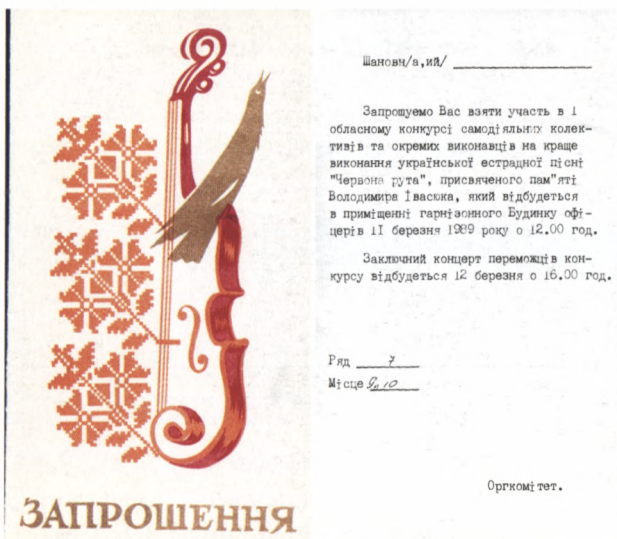 ЗАПРОШЕННЯ
Шановн/а,ий/
Запрошуємо Вас взяти участь в I
обласному конкурсі самодіяльних колек-
тивів та окремих виконавців на краще
виконання української естрадної пісні
"Червона рута", присвяченого пам"яті
Володимира Івасюка, який відбудеться
в приміщенні гарнізонного Будинку офі-
церів II березня 1989 року о 12.00 год.
Заключний концерт переможців кон-
курсу відбудеться 12 березня о 16.00 год.
Ряд 7
Місце 9, 10
Оргкомітет.